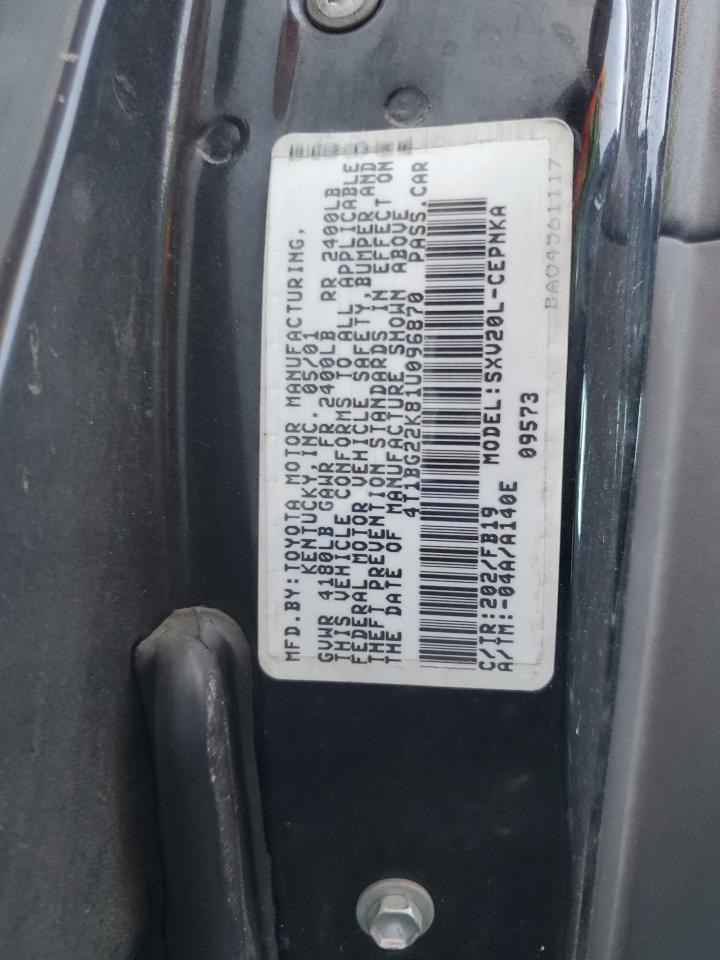 MFD.BY:TOYOTA MOTOR MANUFACTURING,
KENTUCKY,INC. 05/01
GVWR 4180LB GAWR FR 2400LB RR 2400LB
THIS VEHICLE CONFORMS TO ALL APPLICABLE
FEDERAL MOTOR VEHICLE SAFETY,BUMPER AND
THEFT PREVENTION STANDARDS IN EFFECT ON
THE DATE OF MANUFACTURE SHOWN ABOVE
4T1BG22K81U096870 PASS.CAR
C/TR:202/FB19 MODEL:SXV20L-CEPNKA
A/TM:-04A/A140E 09573
BA04961117